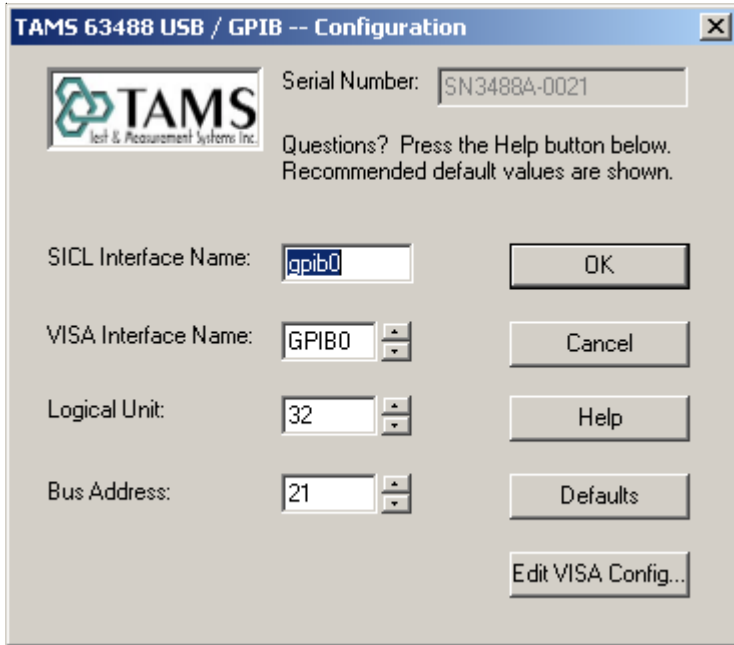 TAMS 63488 USB / GPIB -- Configuration
TAMS
Test & Measurement Systems Inc.
Serial Number: SN3488A-0021
Questions? Press the Help button below.
Recommended default values are shown.
SICL Interface Name: gpib0
OK
VISA Interface Name: GPIB0
Cancel
Logical Unit: 32
Help
Bus Address: 21
Defaults
Edit VISA Config...